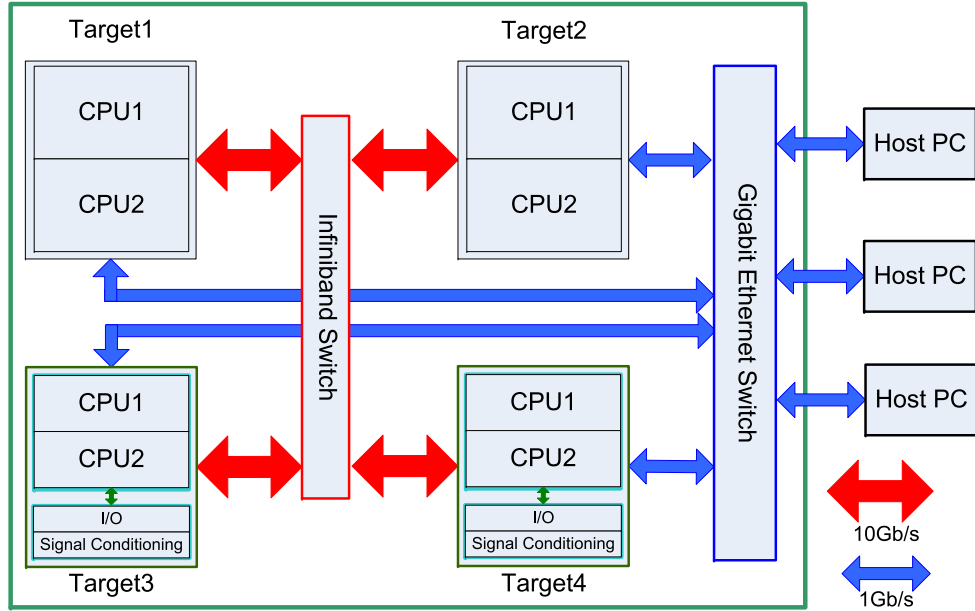 Target1
Target2
CPU1
CPU2
CPU1
CPU2
Infiniband Switch
Gigabit Ethernet Switch
Host PC
Host PC
Host PC
CPU1
CPU2
I/O
Signal Conditioning
Target3
CPU1
CPU2
I/O
Signal Conditioning
Target4
10Gb/s
1Gb/s